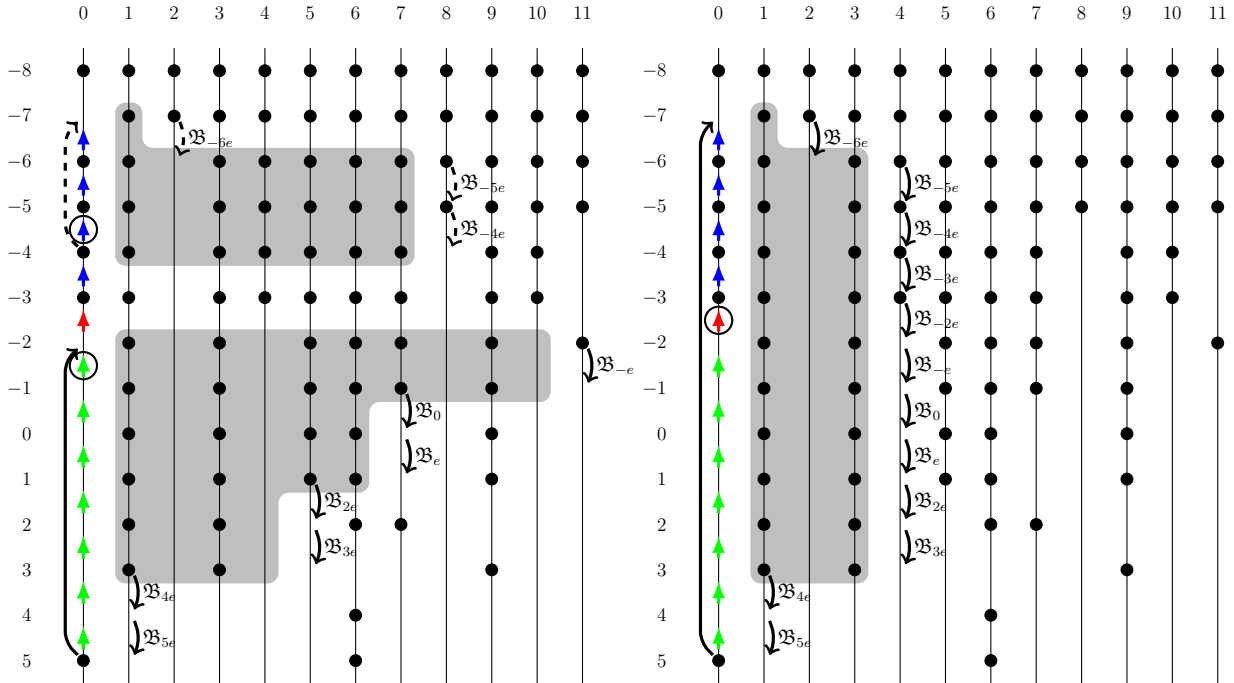 0 1 2 3 4 5 6 7 8 9 10 11 0 1 2 3 4 5 6 7 8 9 10 11
−8 −8
−7 −7
𝔅₋₆ₑ 𝔅₋₆ₑ
−6 −6
𝔅₋₅ₑ 𝔅₋₅ₑ
−5 −5
𝔅₋₄ₑ 𝔅₋₄ₑ
−4 −4
𝔅₋₃ₑ
−3 −3
𝔅₋₂ₑ
−2 −2
𝔅₋ₑ 𝔅₋ₑ
−1 −1
𝔅₀ 𝔅₀
0 0
𝔅ₑ 𝔅ₑ
1 1
𝔅₂ₑ 𝔅₂ₑ
2 2
𝔅₃ₑ 𝔅₃ₑ
3 3
𝔅₄ₑ 𝔅₄ₑ
4 4
𝔅₅ₑ 𝔅₅ₑ
5 5